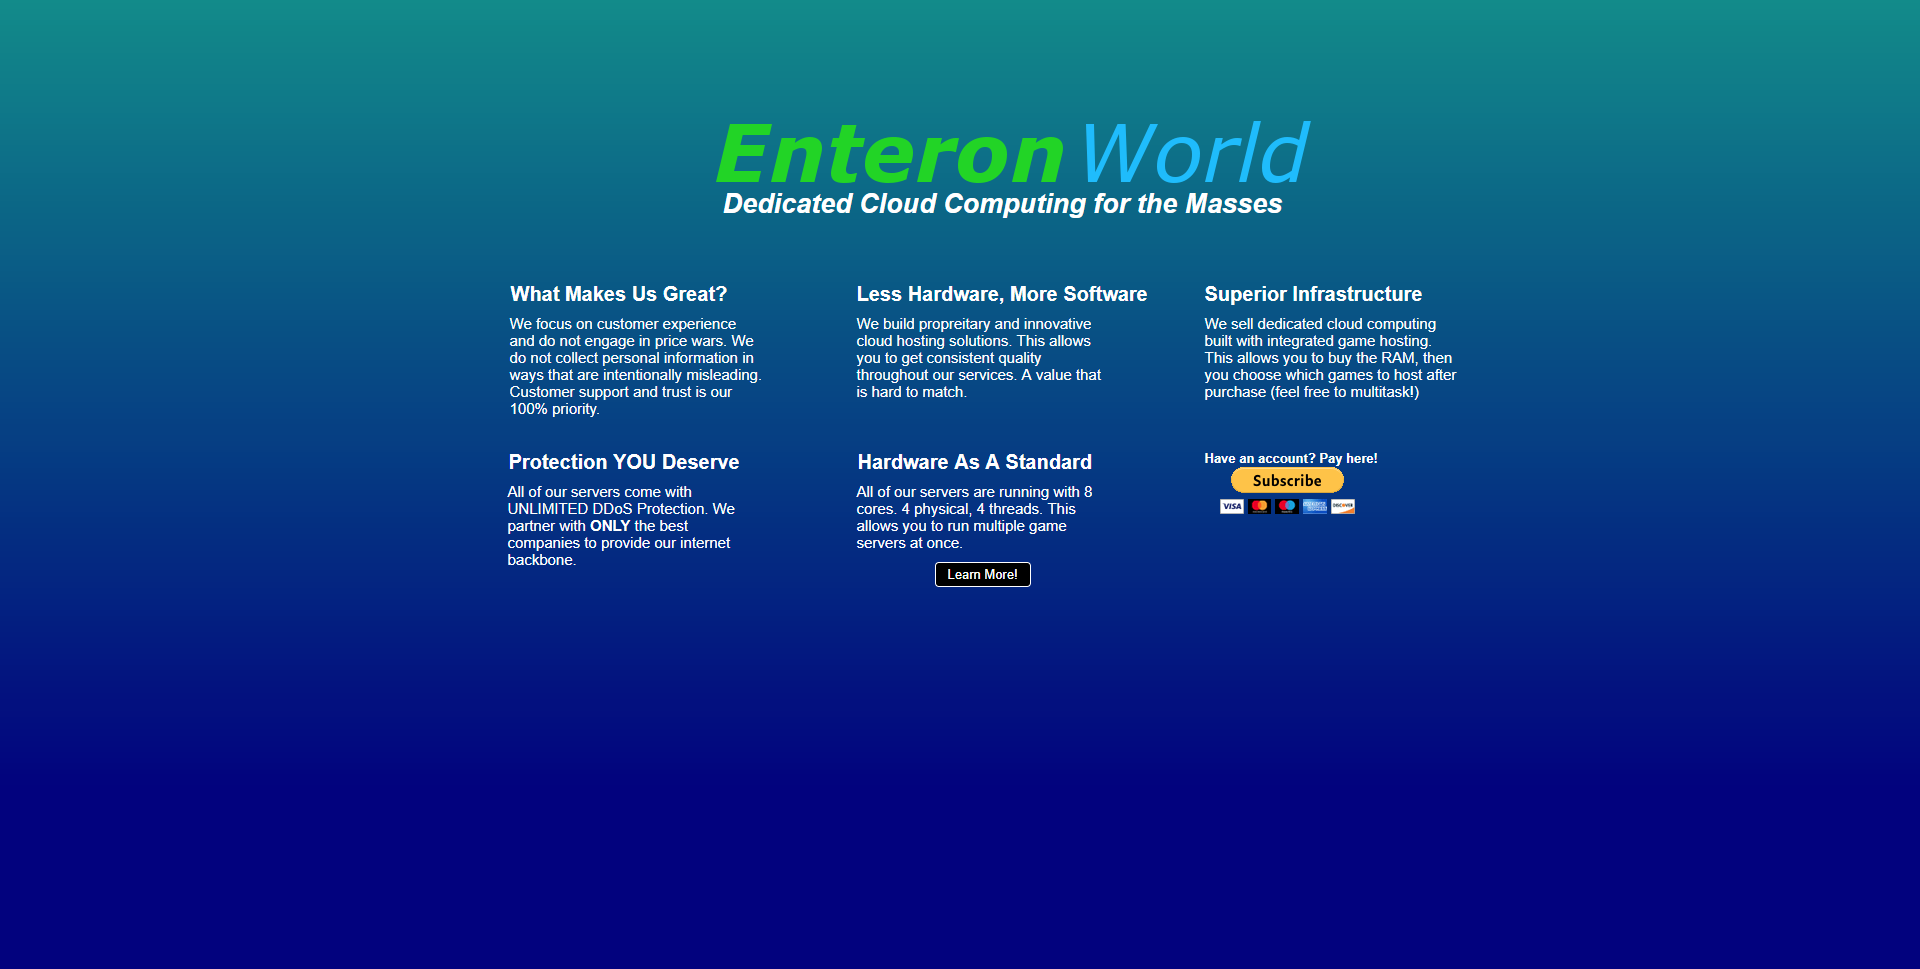 Enteron World
Dedicated Cloud Computing for the Masses
What Makes Us Great?
We focus on customer experience
and do not engage in price wars. We
do not collect personal information in
ways that are intentionally misleading.
Customer support and trust is our
100% priority.
Less Hardware, More Software
We build propreitary and innovative
cloud hosting solutions. This allows
you to get consistent quality
throughout our services. A value that
is hard to match.
Superior Infrastructure
We sell dedicated cloud computing
built with integrated game hosting.
This allows you to buy the RAM, then
you choose which games to host after
purchase (feel free to multitask!)
Protection YOU Deserve
All of our servers come with
UNLIMITED DDoS Protection. We
partner with ONLY the best
companies to provide our internet
backbone.
Hardware As A Standard
All of our servers are running with 8
cores. 4 physical, 4 threads. This
allows you to run multiple game
servers at once.
Learn More!
Have an account? Pay here!
Subscribe
VISA DISCOVER